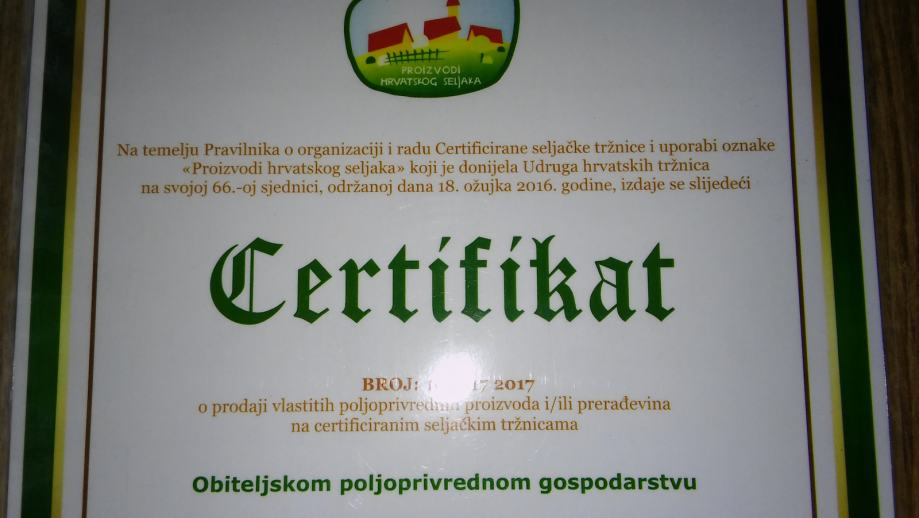 PROIZVODI
HRVATSKOG SELJAKA
Na temelju Pravilnika o organizaciji i radu Certificirane seljačke tržnice i uporabi oznake
«Proizvodi hrvatskog seljaka» koji je donijela Udruga hrvatskih tržnica
na svojoj 66.-oj sjednici, održanoj dana 18. ožujka 2016. godine, izdaje se slijedeći
Certifikat
BROJ: 2017
o prodaji vlastitih poljoprivrednih proizvoda i/ili prerađevina
na certificiranim seljačkim tržnicama
Obiteljskom poljoprivrednom gospodarstvu